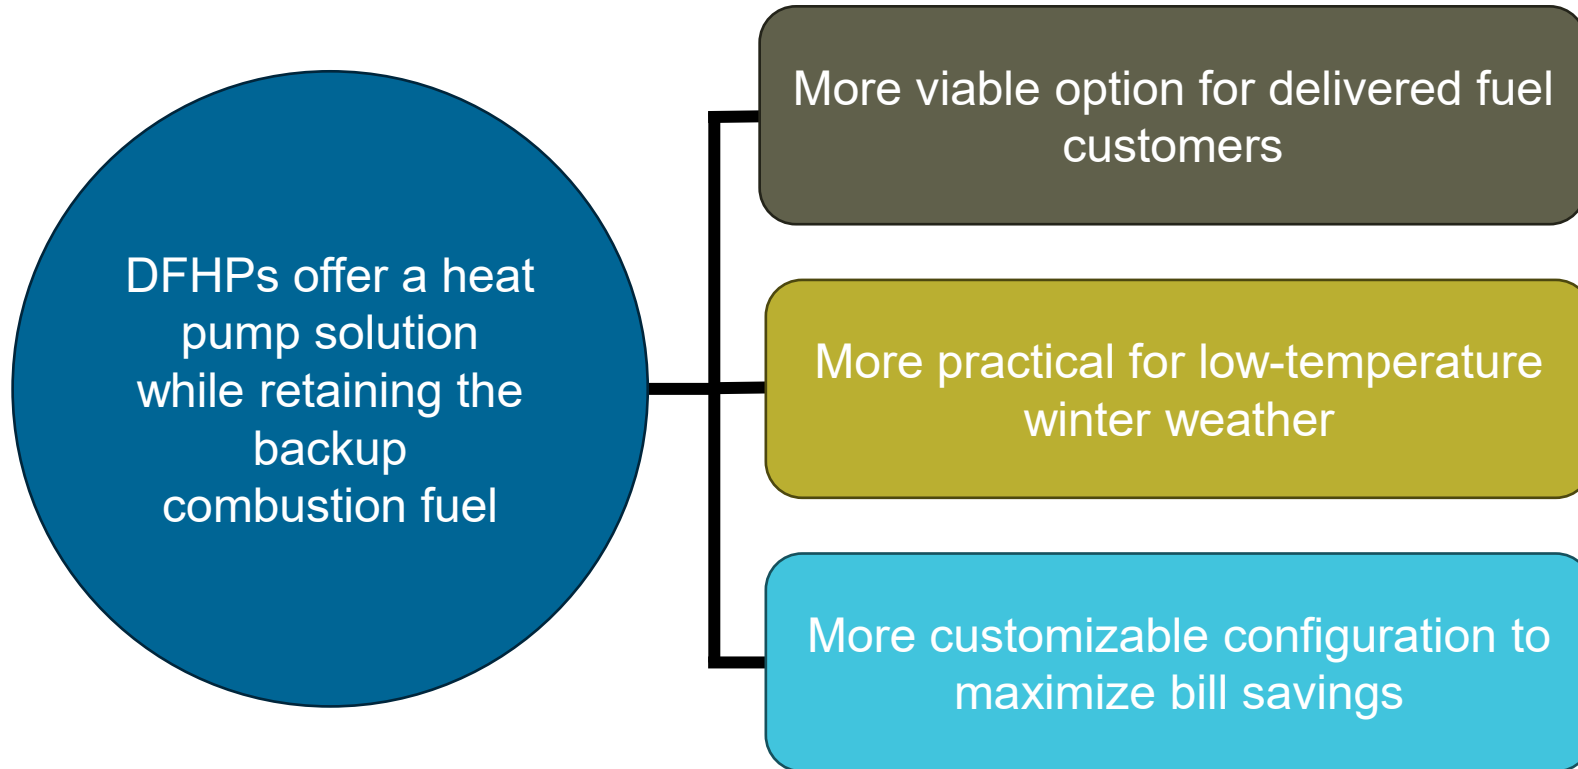 DFHPs offer a heat
pump solution
while retaining the
backup
combustion fuel
More viable option for delivered fuel
customers
More practical for low-temperature
winter weather
More customizable configuration to
maximize bill savings